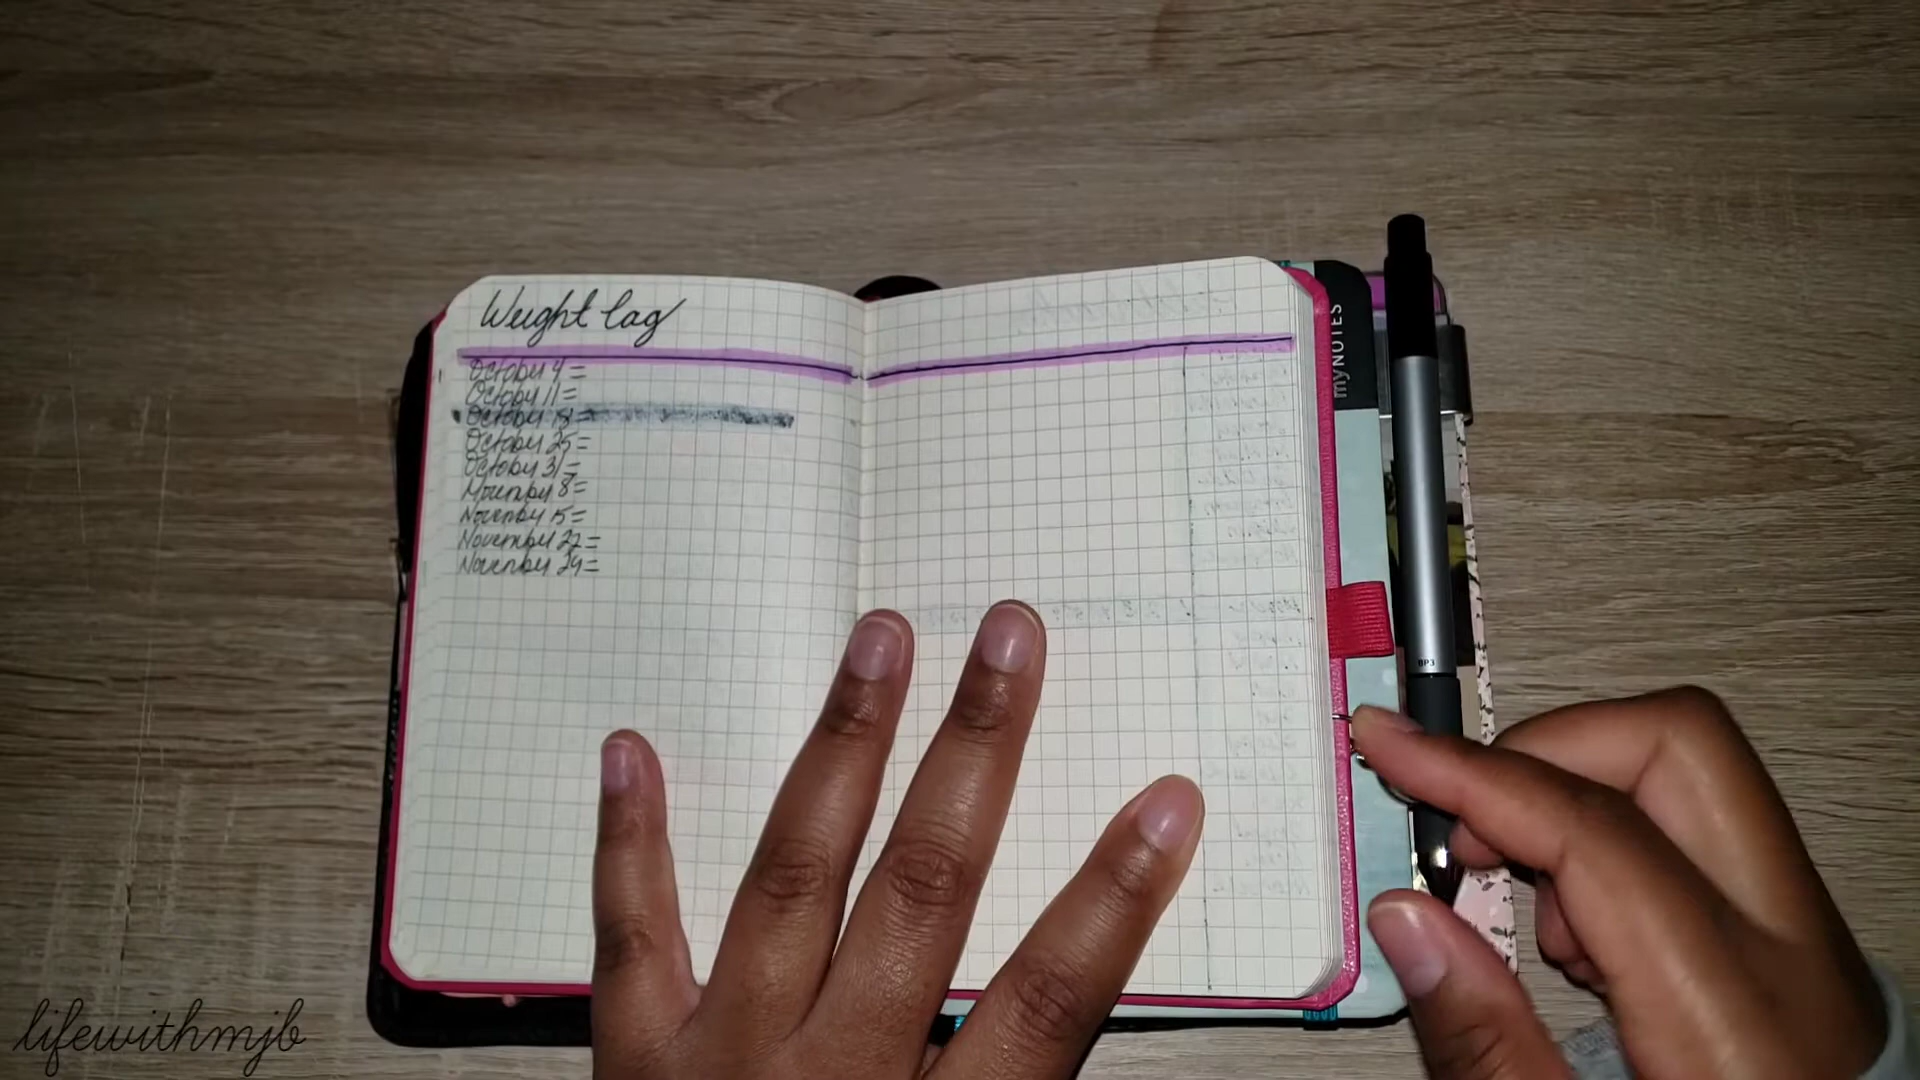 Weight log
October 4 =
October 11 =
October 18 =
October 25 =
October 31 =
November 8 =
November 15 =
November 22 =
November 29 =
myNOTES
BP3
lifewithmjb